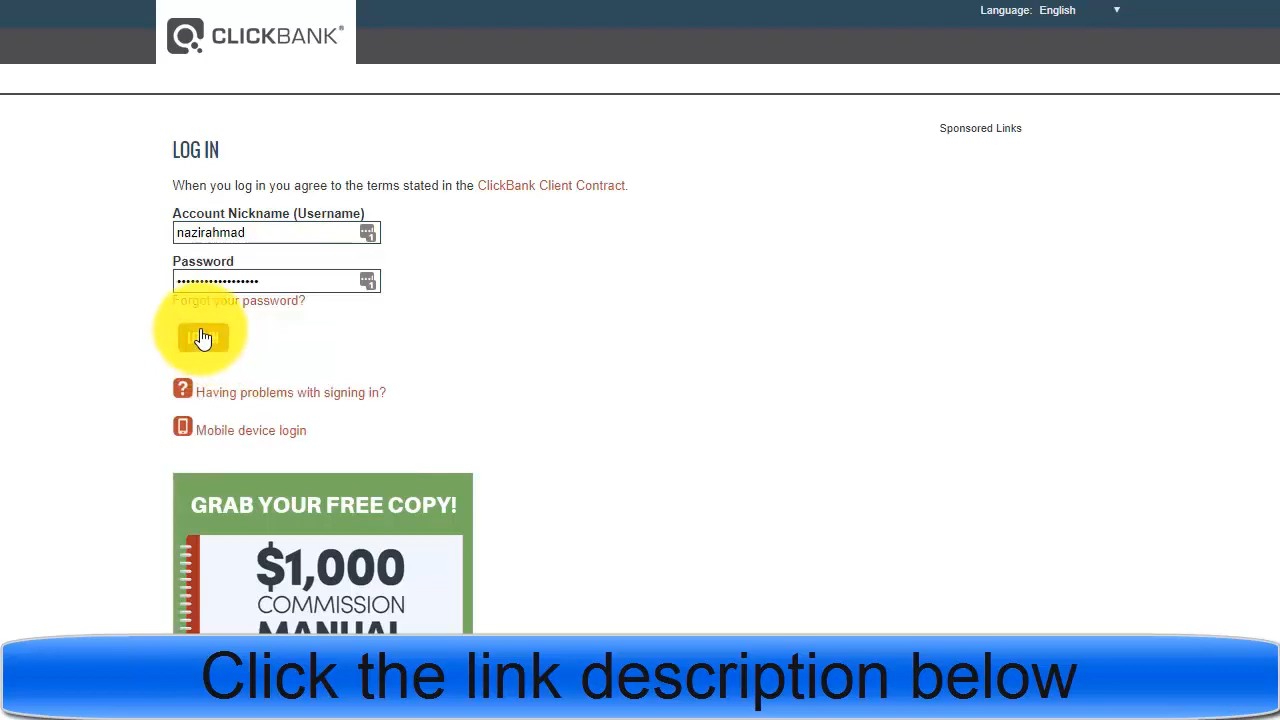 Language: English
CLICKBANK®
Sponsored Links
LOG IN
When you log in you agree to the terms stated in the ClickBank Client Contract.
Account Nickname (Username)
nazirahmad
Password
Forgot your password?
Having problems with signing in?
Mobile device login
GRAB YOUR FREE COPY!
$1,000
COMMISSION
MANUAL
Click the link description below